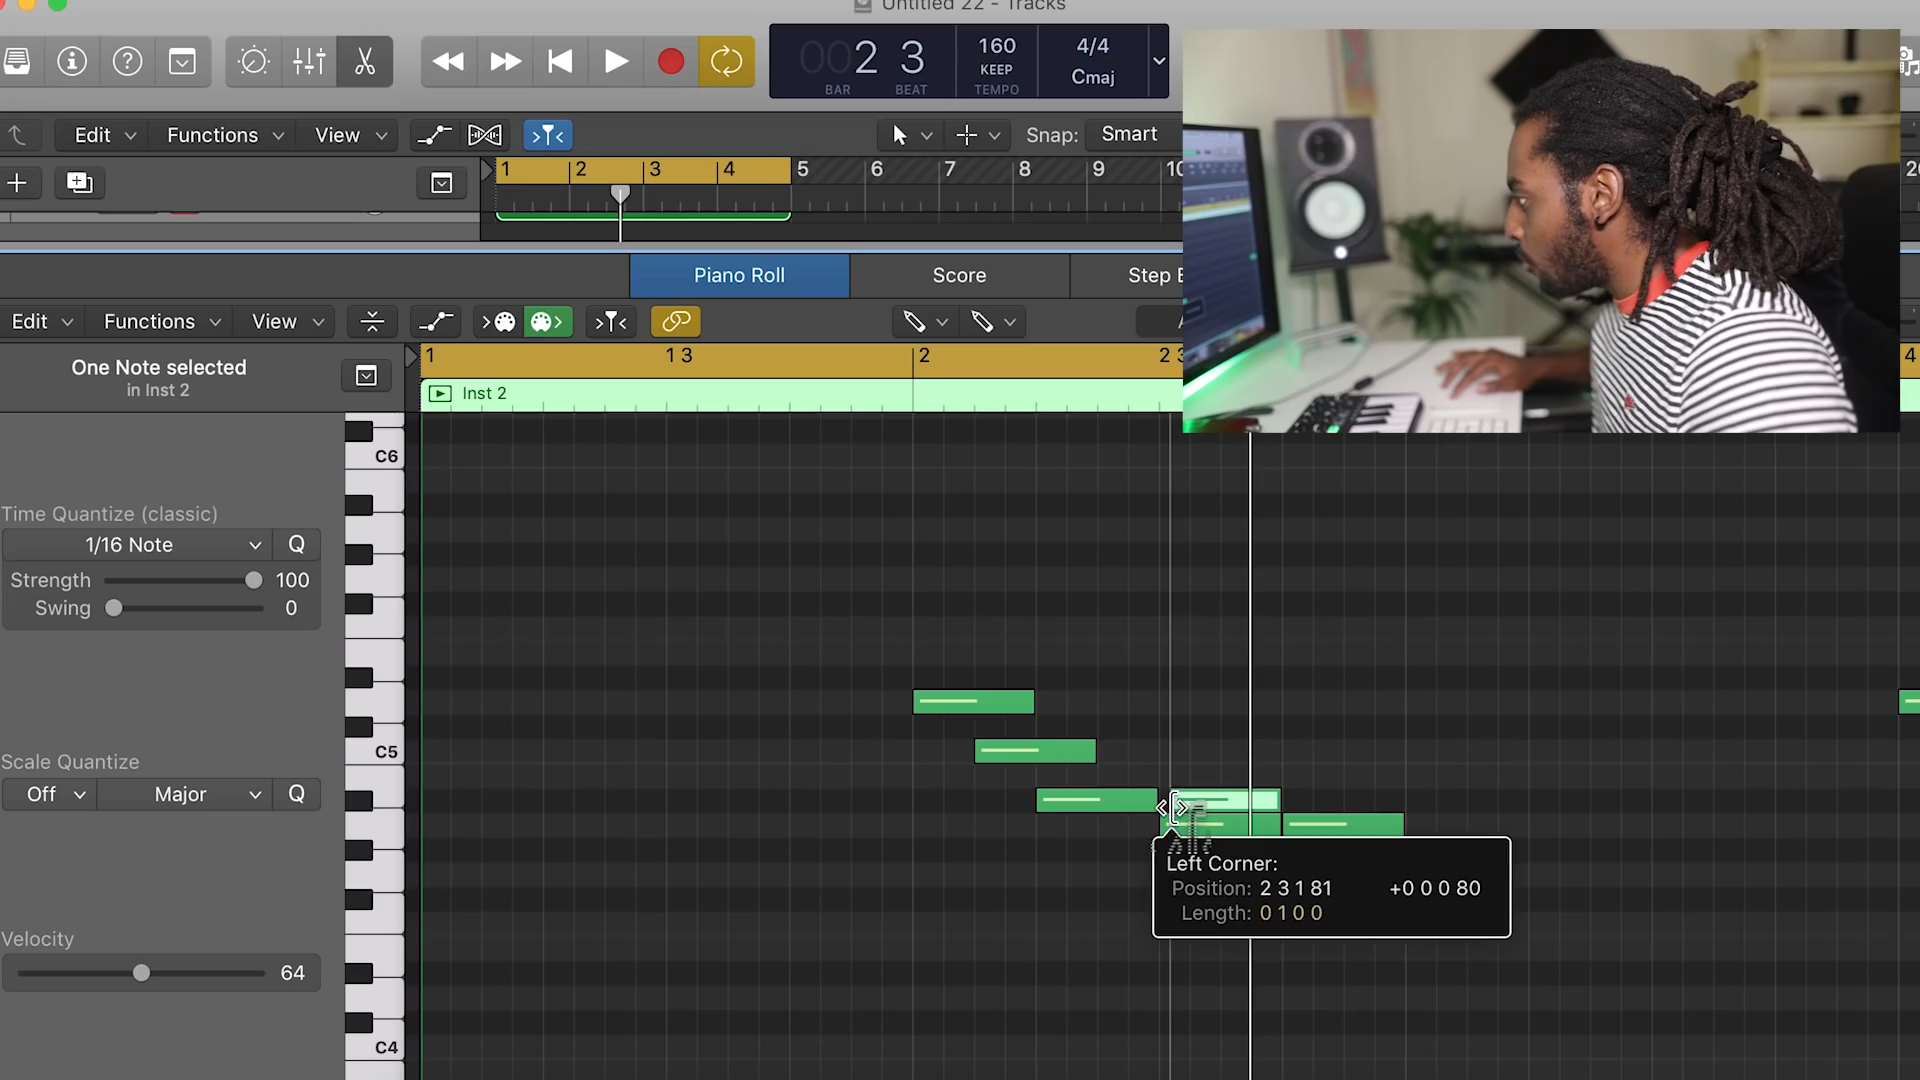 Untitled 22 - Tracks
002 3
BAR BEAT
160
KEEP
TEMPO
4/4
Cmaj
Edit Functions View Snap: Smart
1 2 3 4 5 6 7 8 9 10
Piano Roll Score Step E
Edit Functions View
One Note selected
in Inst 2
1 1 3 2 2 3 4
Inst 2
C6
Time Quantize (classic)
1/16 Note Q
Strength 100
Swing 0
C5
Scale Quantize
Off Major Q
Left Corner:
Position: 2 3 1 81 +0 0 0 80
Length: 0 1 0 0
Velocity
64
C4